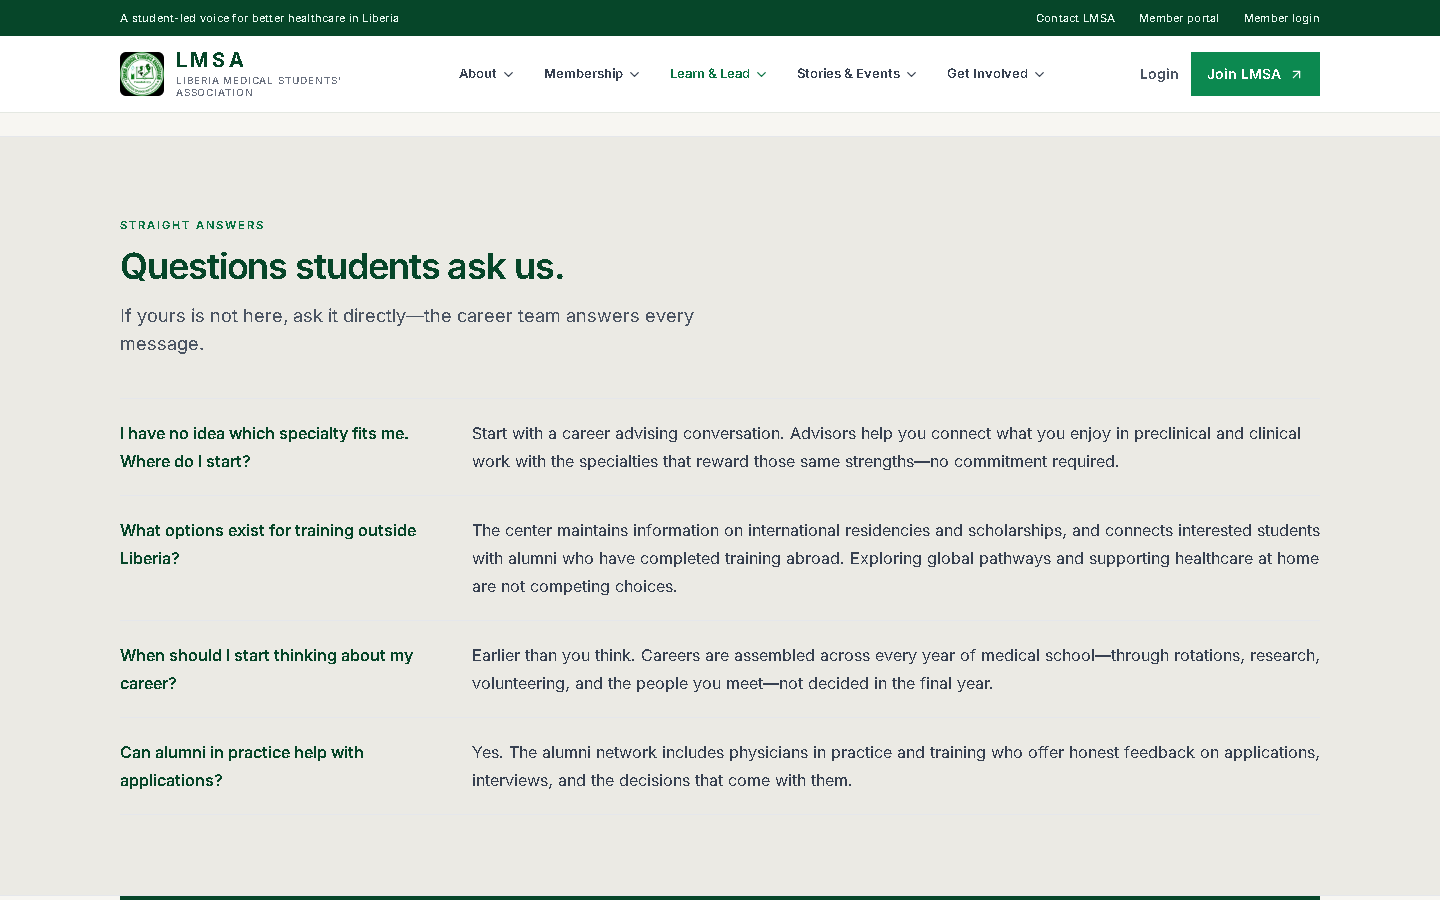 A student-led voice for better healthcare in Liberia
Contact LMSA
Member portal
Member login
LMSA
LIBERIA MEDICAL STUDENTS'
ASSOCIATION
About
Membership
Learn & Lead
Stories & Events
Get Involved
Login
Join LMSA
STRAIGHT ANSWERS
Questions students ask us.
If yours is not here, ask it directly—the career team answers every
message.
I have no idea which specialty fits me.
Where do I start?
Start with a career advising conversation. Advisors help you connect what you enjoy in preclinical and clinical
work with the specialties that reward those same strengths—no commitment required.
What options exist for training outside
Liberia?
The center maintains information on international residencies and scholarships, and connects interested students
with alumni who have completed training abroad. Exploring global pathways and supporting healthcare at home
are not competing choices.
When should I start thinking about my
career?
Earlier than you think. Careers are assembled across every year of medical school—through rotations, research,
volunteering, and the people you meet—not decided in the final year.
Can alumni in practice help with
applications?
Yes. The alumni network includes physicians in practice and training who offer honest feedback on applications,
interviews, and the decisions that come with them.